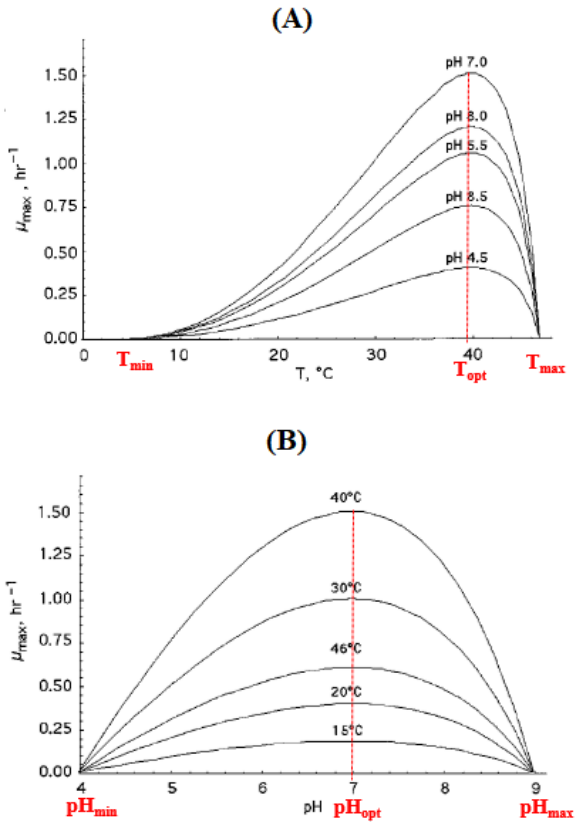 (A)
1.50
1.25
1.00
0.75
0.50
0.25
0.00
μmax , hr⁻¹
pH 7.0
pH 8.0
pH 5.5
pH 8.5
pH 4.5
0 10 20 30 40
T, °C
Tmin Topt Tmax
(B)
1.50
1.25
1.00
0.75
0.50
0.25
0.00
μmax, hr⁻¹
40°C
30°C
46°C
20°C
15°C
4 5 6 7 8 9
pH
pHmin pHopt pHmax